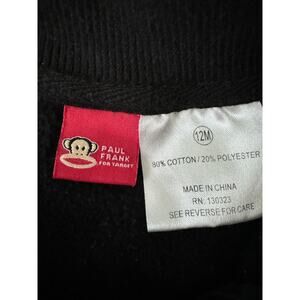 PAUL
FRANK
FOR TARGET
12M
80% COTTON / 20% POLYESTER
MADE IN CHINA
RN: 130323
SEE REVERSE FOR CARE